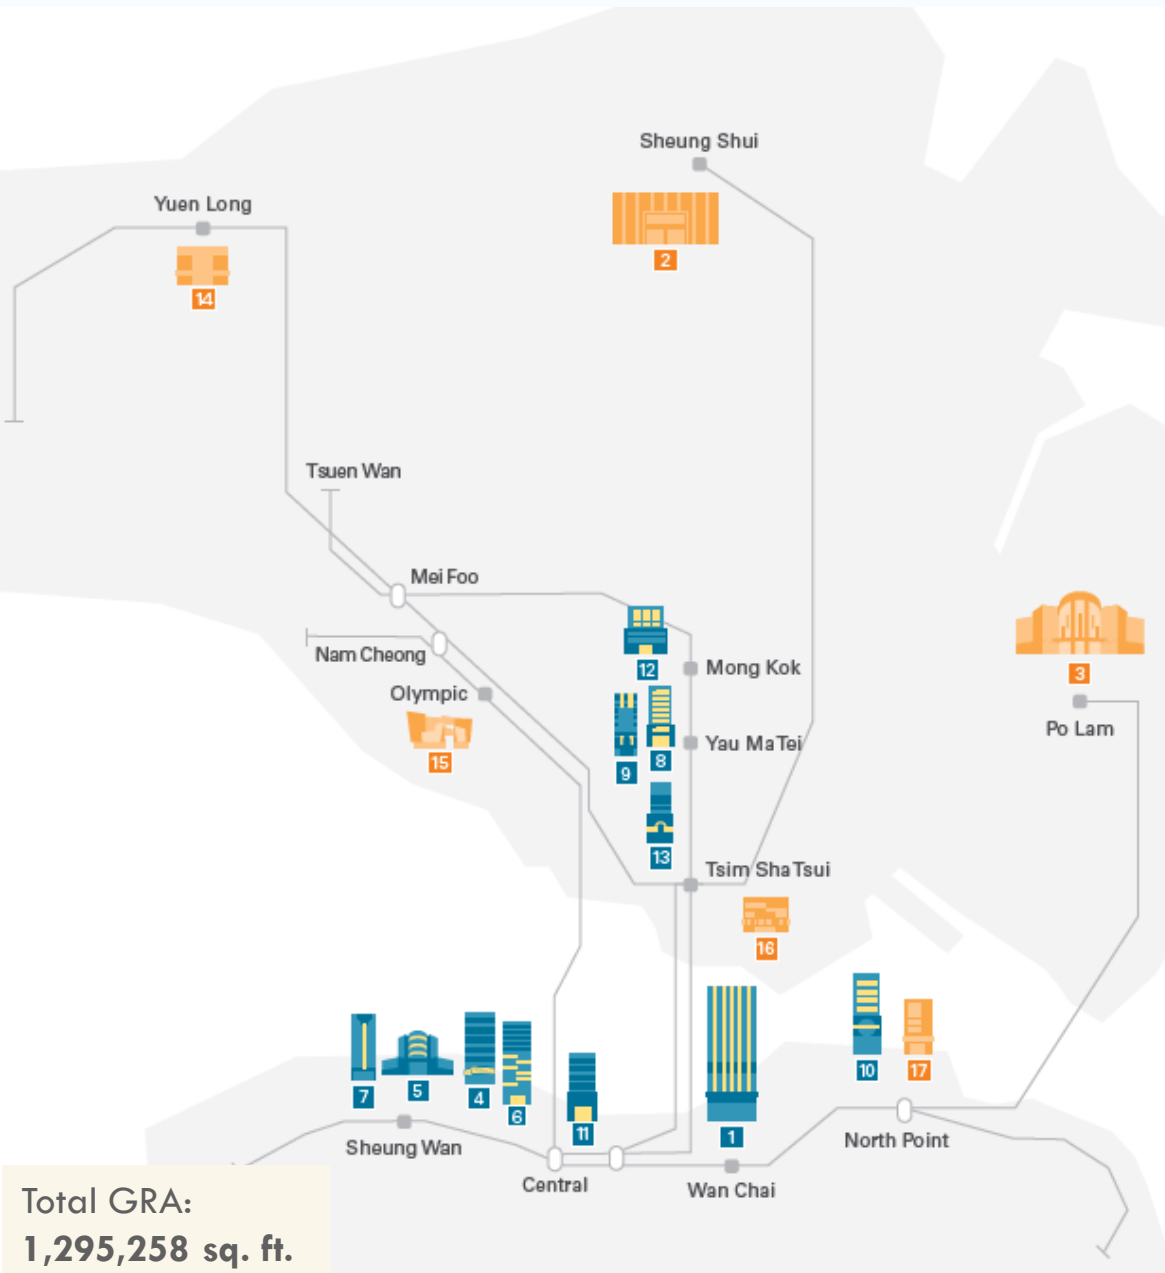 Sheung Shui
2
Yuen Long
14
Tsuen Wan
Mei Foo
Nam Cheong
Olympic
15
12
Mong Kok
9
8
Yau Ma Tei
13
Tsim Sha Tsui
16
3
Po Lam
7
5
4
6
11
1
10
17
Sheung Wan
Central
Wan Chai
North Point
Total GRA:
1,295,258 sq. ft.